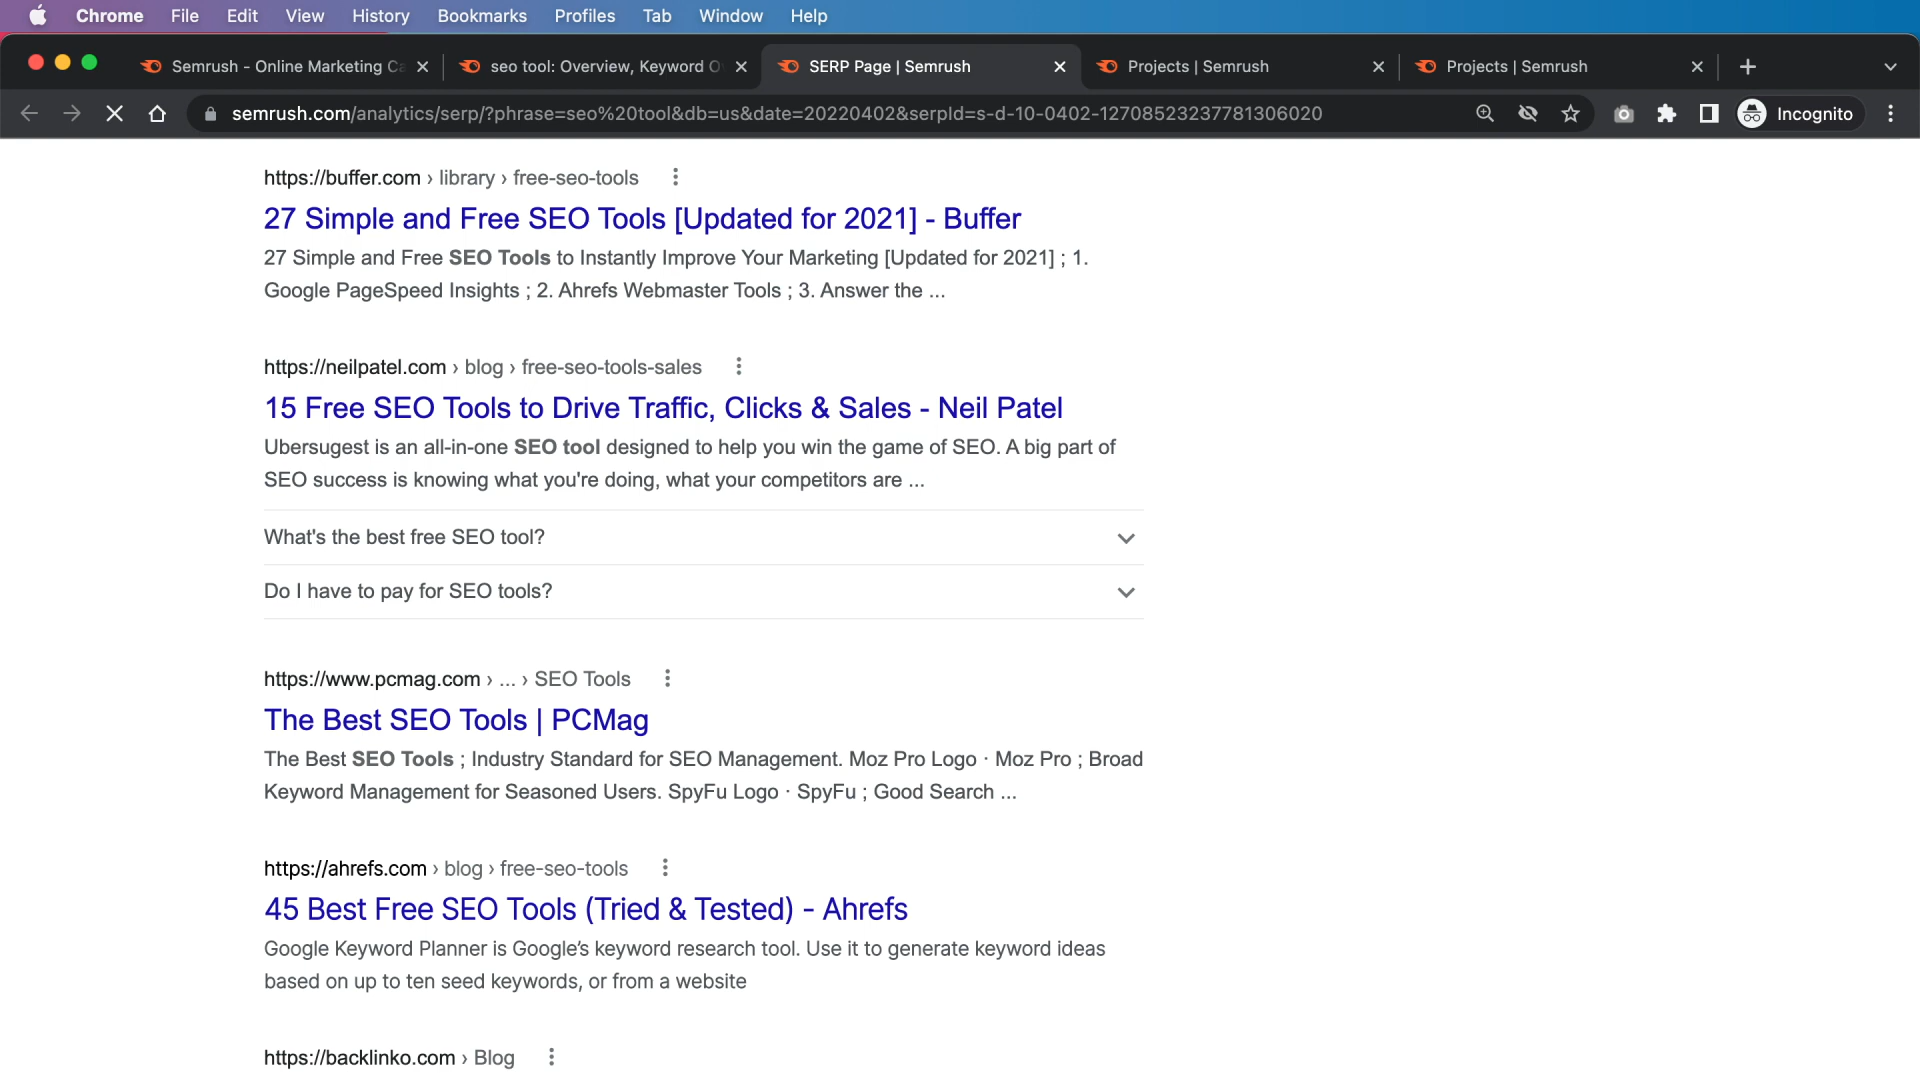 Chrome File Edit View History Bookmarks Profiles Tab Window Help
Semrush - Online Marketing Ca seo tool: Overview, Keyword O SERP Page | Semrush Projects | Semrush Projects | Semrush
semrush.com/analytics/serp/?phrase=seo%20tool&db=us&date=20220402&serpId=s-d-10-0402-12708523237781306020 Incognito
https://buffer.com › library › free-seo-tools
27 Simple and Free SEO Tools [Updated for 2021] - Buffer
27 Simple and Free SEO Tools to Instantly Improve Your Marketing [Updated for 2021] ; 1.
Google PageSpeed Insights ; 2. Ahrefs Webmaster Tools ; 3. Answer the ...
https://neilpatel.com › blog › free-seo-tools-sales
15 Free SEO Tools to Drive Traffic, Clicks & Sales - Neil Patel
Ubersugest is an all-in-one SEO tool designed to help you win the game of SEO. A big part of
SEO success is knowing what you're doing, what your competitors are ...
What's the best free SEO tool?
Do I have to pay for SEO tools?
https://www.pcmag.com › ... › SEO Tools
The Best SEO Tools | PCMag
The Best SEO Tools ; Industry Standard for SEO Management. Moz Pro Logo · Moz Pro ; Broad
Keyword Management for Seasoned Users. SpyFu Logo · SpyFu ; Good Search ...
https://ahrefs.com › blog › free-seo-tools
45 Best Free SEO Tools (Tried & Tested) - Ahrefs
Google Keyword Planner is Google’s keyword research tool. Use it to generate keyword ideas
based on up to ten seed keywords, or from a website
https://backlinko.com › Blog